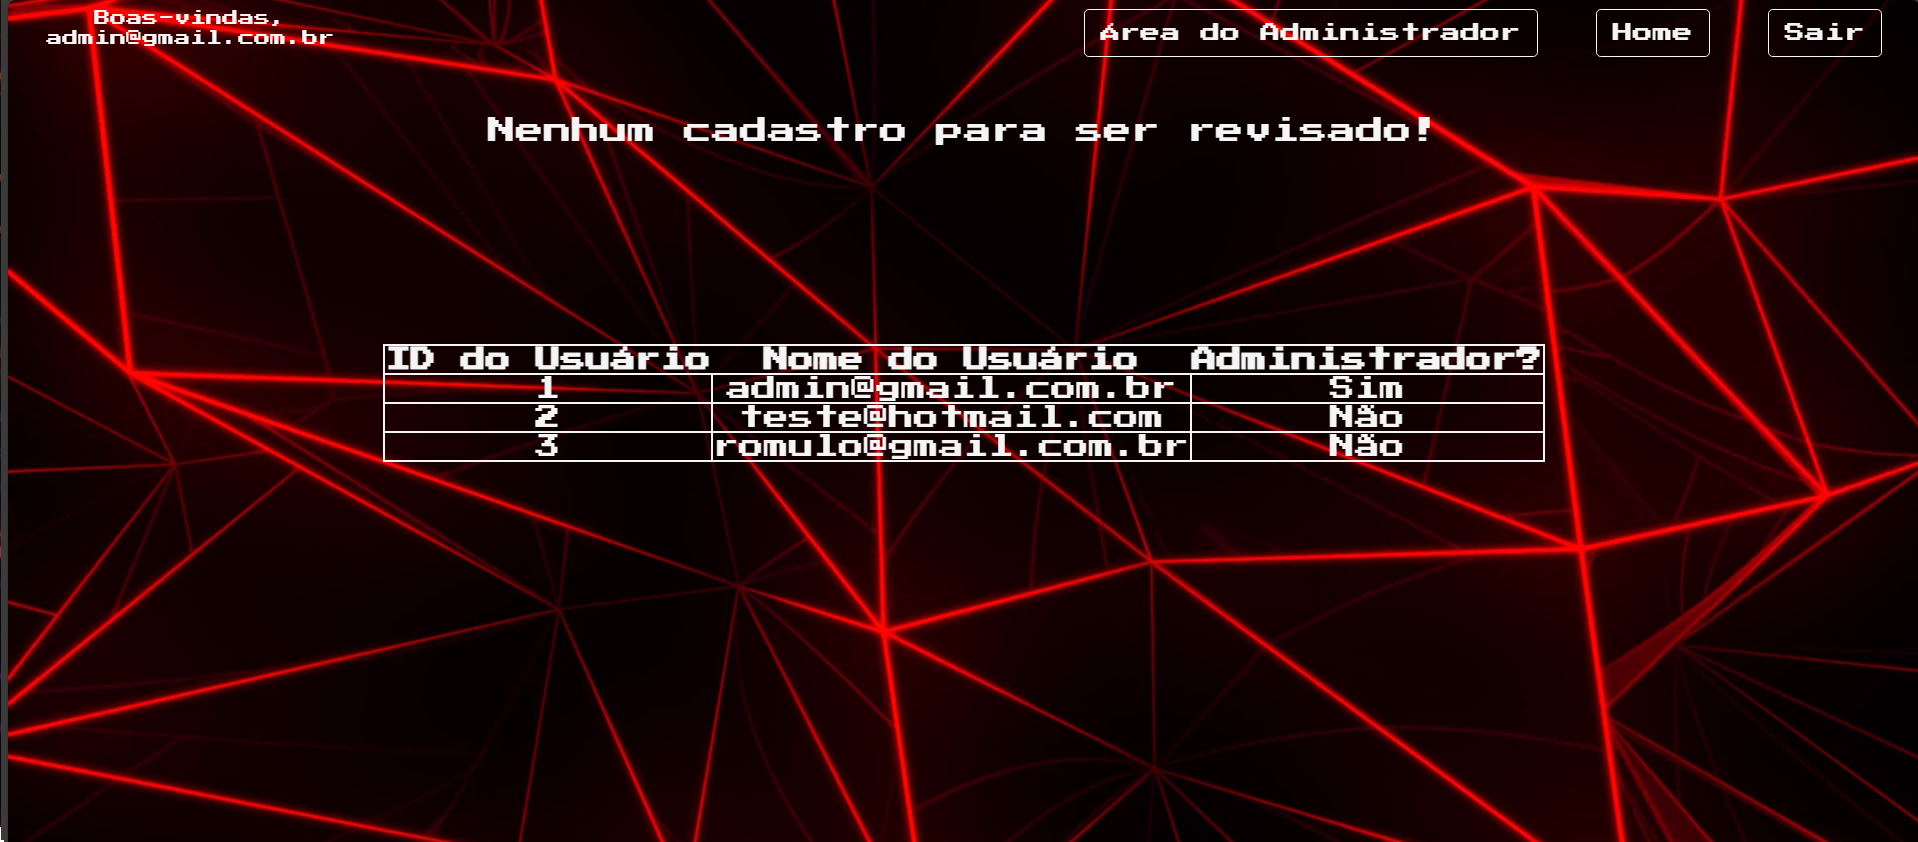 Boas-vindas,
admin@gmail.com.br
Área do Administrador
Home
Sair
Nenhum cadastro para ser revisado!
ID do Usuário Nome do Usuário Administrador?
1 admin@gmail.com.br Sim
2 teste@hotmail.com Não
3 romulo@gmail.com.br Não